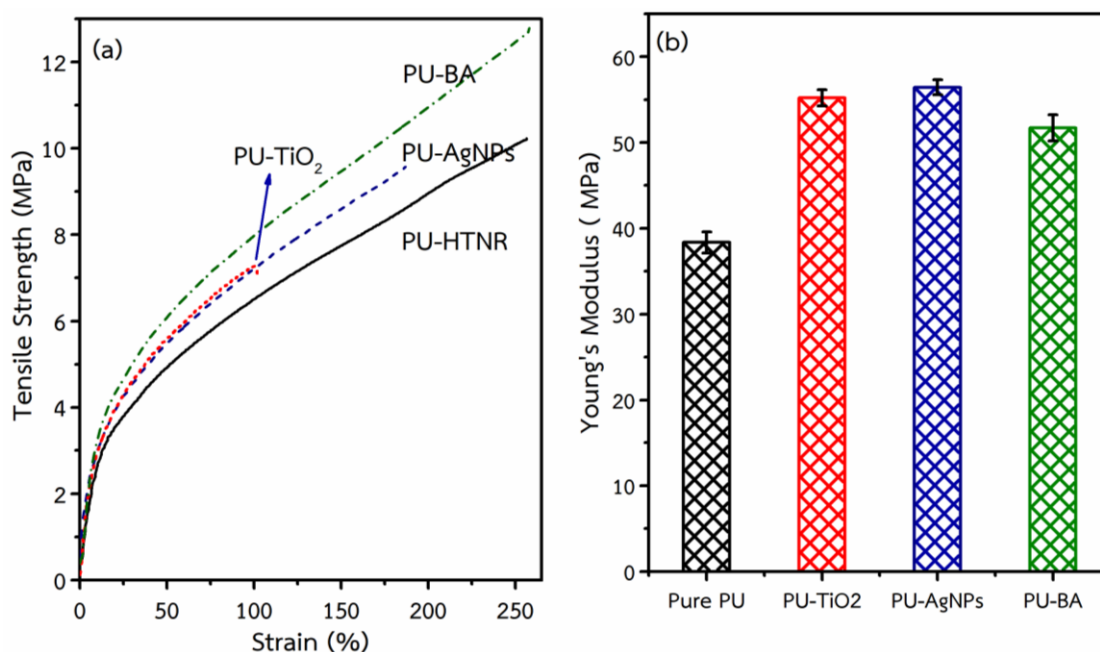 (a)
PU-BA
PU-TiO₂
PU-AgNPs
PU-HTNR
12
10
8
6
4
2
0
Tensile Strength (MPa)
0 50 100 150 200 250
Strain (%)
(b)
60
50
40
30
20
10
0
Young's Modulus ( MPa)
Pure PU PU-TiO2 PU-AgNPs PU-BA